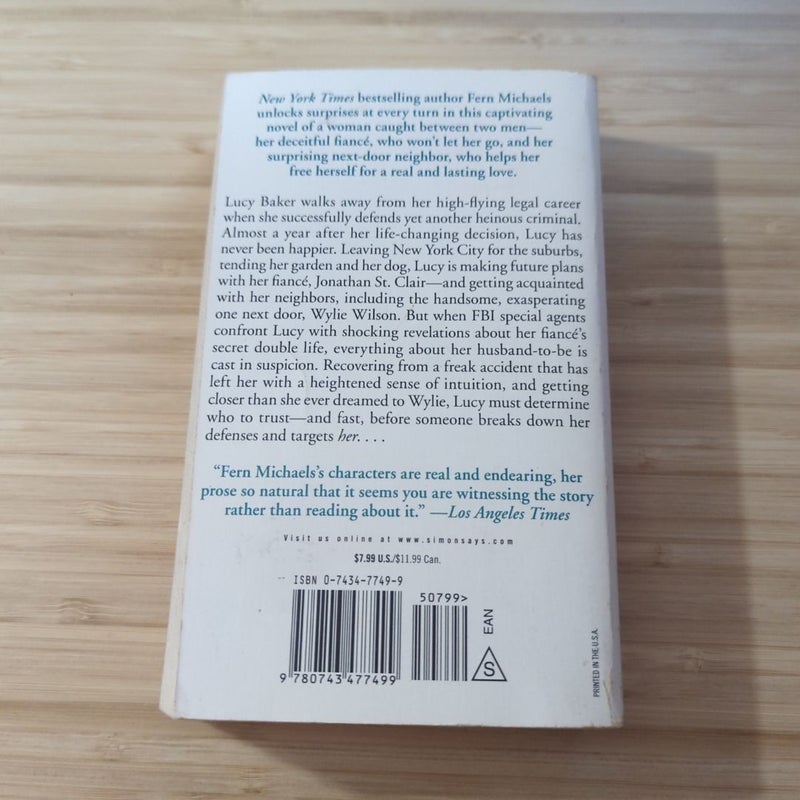 New York Times bestselling author Fern Michaels
unlocks surprises at every turn in this captivating
novel of a woman caught between two men—
her deceitful fiancé, who won't let her go, and her
surprising next-door neighbor, who helps her
free herself for a real and lasting love.
Lucy Baker walks away from her high-flying legal career
when she successfully defends yet another heinous criminal.
Almost a year after her life-changing decision, Lucy has
never been happier. Leaving New York City for the suburbs,
tending her garden and her dog, Lucy is making future plans
with her fiancé, Jonathan St. Clair—and getting acquainted
with her neighbors, including the handsome, exasperating
one next door, Wylie Wilson. But when FBI special agents
confront Lucy with shocking revelations about her fiancé's
secret double life, everything about her husband-to-be is
cast in suspicion. Recovering from a freak accident that has
left her with a heightened sense of intuition, and getting
closer than she ever dreamed to Wylie, Lucy must determine
who to trust—and fast, before someone breaks down her
defenses and targets her. . . .
“Fern Michaels's characters are real and endearing, her
prose so natural that it seems you are witnessing the story
rather than reading about it.” —Los Angeles Times
Visit us online at www.simonsays.com
$7.99 U.S./$11.99 Can.
ISBN 0-7434-7749-9
50799>
EAN
S
9 780743 477499
PRINTED IN THE U.S.A.